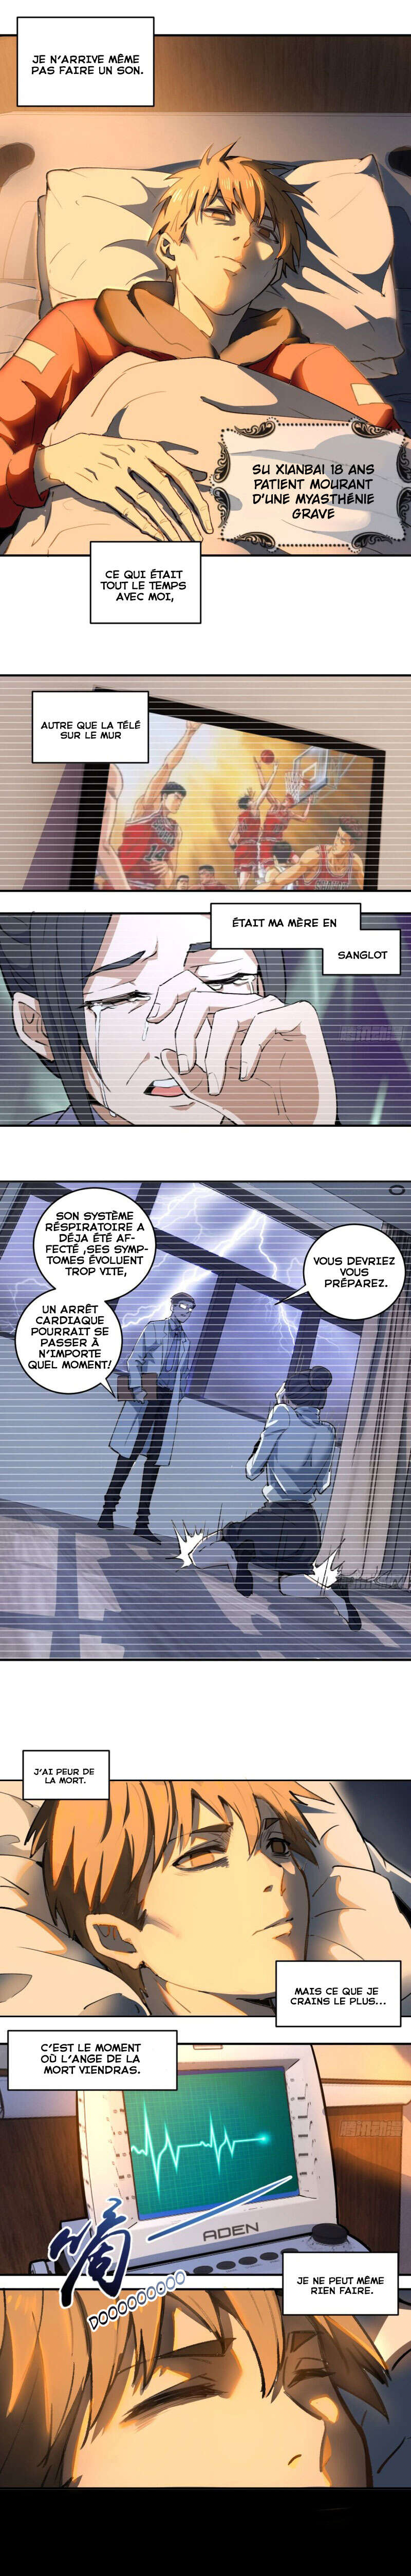 JE N'ARRIVE MÊME
PAS FAIRE UN SON.
SU XIANBAI 18 ANS
PATIENT MOURANT
D'UNE MYASTHÉNIE
GRAVE
CE QUI ÉTAIT
TOUT LE TEMPS
AVEC MOI,
AUTRE QUE LA TÉLÉ
SUR LE MUR
14
ÉTAIT MA MÈRE EN
SANGLOT
SON SYSTÈME
RÉSPIRATOIRE A
DÉJA ÉTÉ AF-
FECTÉ ,SES SYMP-
TOMES ÉVOLUENT
TROP VITE,
VOUS DEVRIEZ
VOUS
PRÉPAREZ.
UN ARRÊT
CARDIAQUE
POURRAIT SE
PASSER À
N'IMPORTE
QUEL MOMENT!
J'AI PEUR DE
LA MORT.
MAIS CE QUE JE
CRAINS LE PLUS...
C'EST LE MOMENT
OÙ L'ANGE DE LA
MORT VIENDRAS.
ADEN
嘀
DOOOOOOOOO
JE NE PEUT MÊME
RIEN FAIRE.